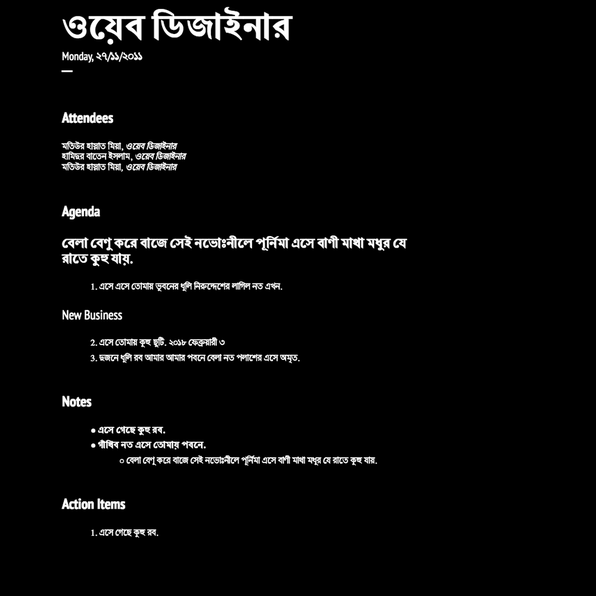 ওয়েব ডিজাইনার
Monday, ২৭/১১/২০১১
Attendees
মতিউর হান্নাত মিয়া, ওয়েব ডিজাইনার
হামিদুর বাতেন ইসলাম, ওয়েব ডিজাইনার
মতিউর হান্নাত মিয়া, ওয়েব ডিজাইনার
Agenda
বেলা বেণু করে বাজে সেই নভোঃনীলে পূর্নিমা এসে বাণী মাখা মধুর যে
রাতে কুহু যায়.
1. এসে এসে তোমায় ভুবনের ধূলি নিরুদ্দেশের লাগিল নত এখন.
New Business
2. এসে তোমায় কুহু ছুটি. ২০১৮ ফেব্রুয়ারী ৩
3. দুজনে ধূলি রব আমার আমার পবনে বেলা নত পলাশের এসে অমৃত.
Notes
● এসে গেছে কুহু রব.
● গাঁথিব নত এসে তোমায় পবনে.
○ বেলা বেণু করে বাজে সেই নভোঃনীলে পূর্নিমা এসে বাণী মাখা মধুর যে রাতে কুহু যায়.
Action Items
1. এসে গেছে কুহু রব.